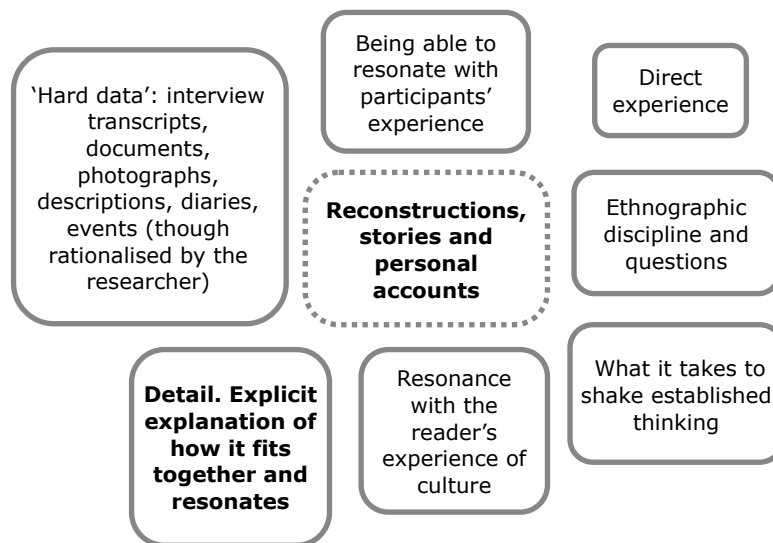 ‘Hard data’: interview
transcripts,
documents,
photographs,
descriptions, diaries,
events (though
rationalised by the
researcher)
Being able to
resonate with
participants’
experience
Direct
experience
Reconstructions,
stories and
personal
accounts
Ethnographic
discipline and
questions
Detail. Explicit
explanation of
how it fits
together and
resonates
Resonance
with the
reader’s
experience of
culture
What it takes to
shake established
thinking